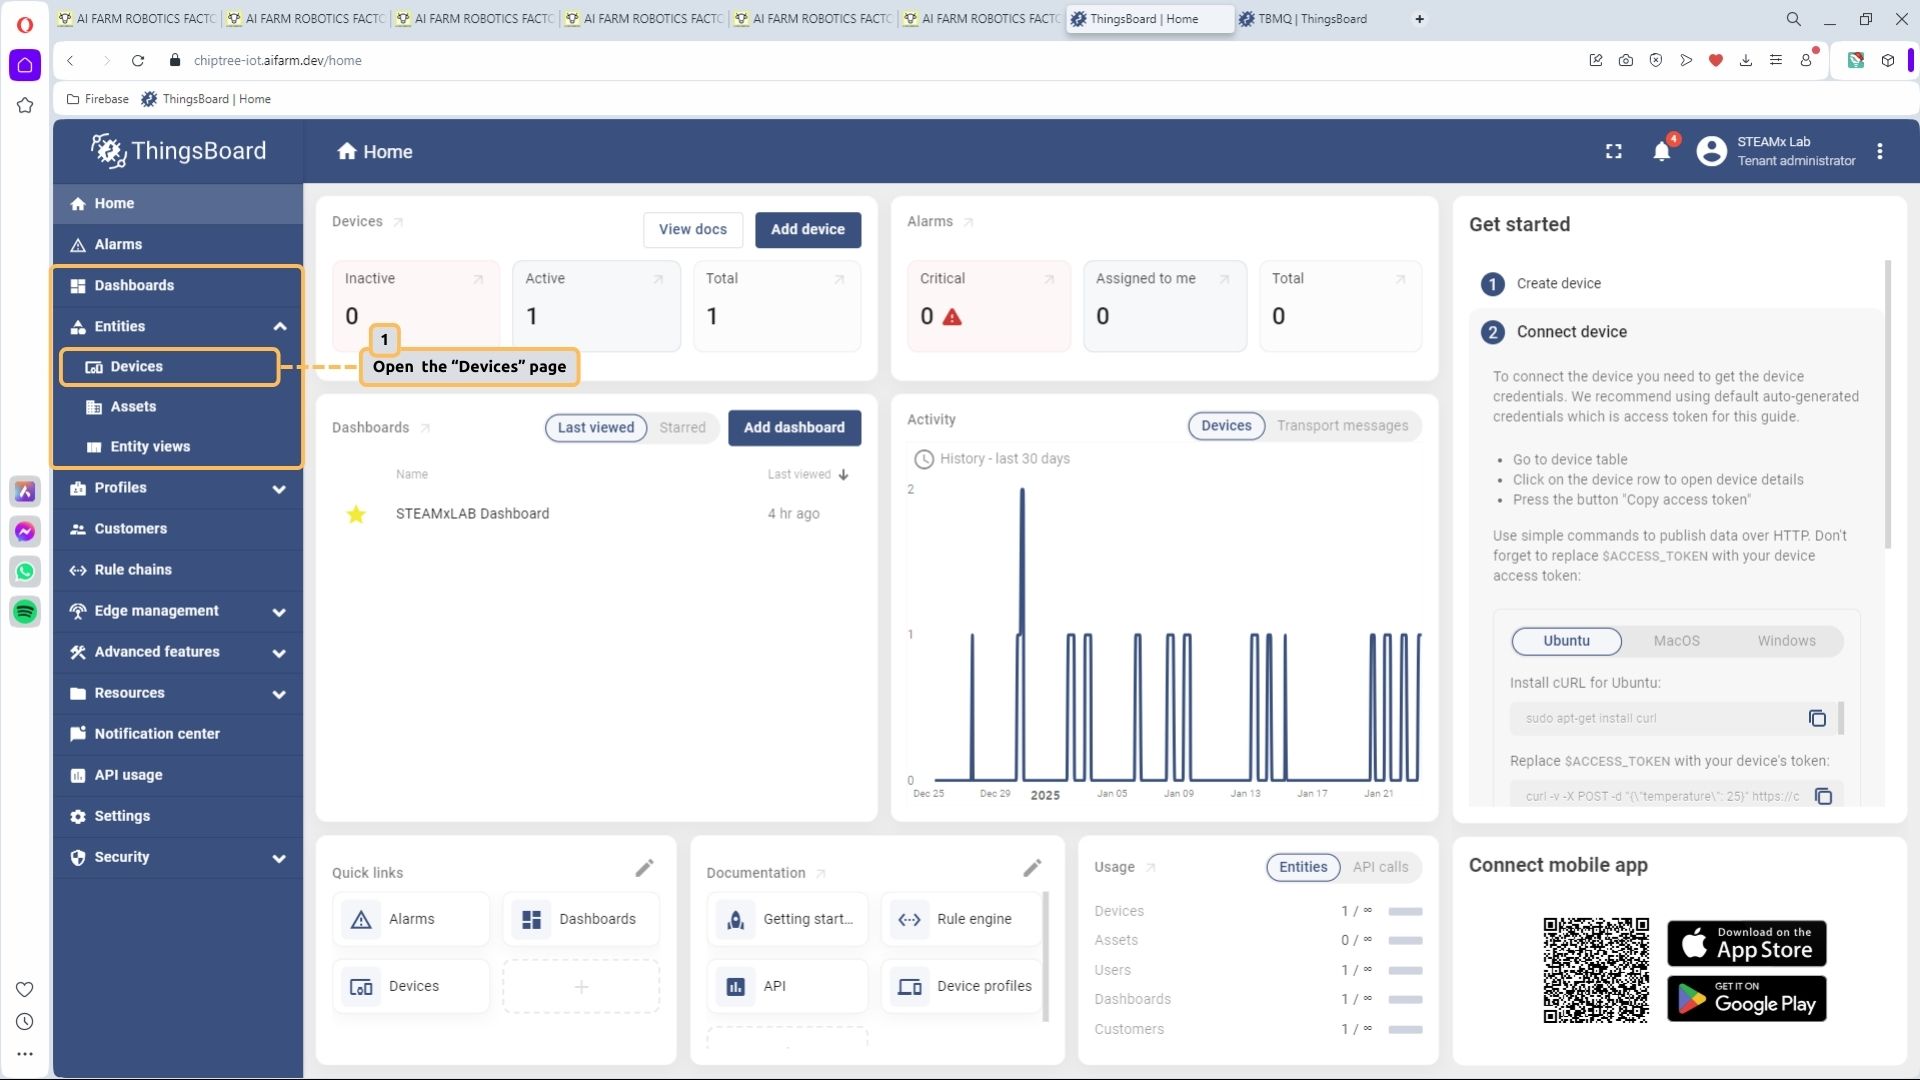 AI FARM ROBOTICS FACTO
AI FARM ROBOTICS FACTO
AI FARM ROBOTICS FACTO
AI FARM ROBOTICS FACTO
AI FARM ROBOTICS FACTO
AI FARM ROBOTICS FACTO
ThingsBoard | Home
TBMQ | ThingsBoard
chiptree-iot.aifarm.dev/home
Firebase
ThingsBoard | Home
ThingsBoard
Home
4
STEAMx Lab
Tenant administrator
Home
Alarms
Dashboards
Entities
Devices
Assets
Entity views
Profiles
Customers
Rule chains
Edge management
Advanced features
Resources
Notification center
API usage
Settings
Security
1
Open the “Devices” page
Devices
View docs
Add device
Inactive
0
Active
1
Total
1
Alarms
Critical
0
Assigned to me
0
Total
0
Dashboards
Last viewed
Starred
Add dashboard
Name
Last viewed
STEAMxLAB Dashboard
4 hr ago
Activity
Devices
Transport messages
History - last 30 days
2
1
0
Dec 25
Dec 29
2025
Jan 05
Jan 09
Jan 13
Jan 17
Jan 21
Get started
1
Create device
2
Connect device
To connect the device you need to get the device
credentials. We recommend using default auto-generated
credentials which is access token for this guide.
• Go to device table
• Click on the device row to open device details
• Press the button "Copy access token"
Use simple commands to publish data over HTTP. Don't
forget to replace $ACCESS_TOKEN with your device
access token:
Ubuntu
MacOS
Windows
Install cURL for Ubuntu:
sudo apt-get install curl
Replace $ACCESS_TOKEN with your device's token:
curl -v -X POST -d "{\"temperature\": 25}" https://c
Quick links
Alarms
Dashboards
Devices
Documentation
Getting start...
Rule engine
API
Device profiles
Usage
Entities
API calls
Devices
1 / ∞
Assets
0 / ∞
Users
1 / ∞
Dashboards
1 / ∞
Customers
1 / ∞
Connect mobile app
Download on the
App Store
GET IT ON
Google Play